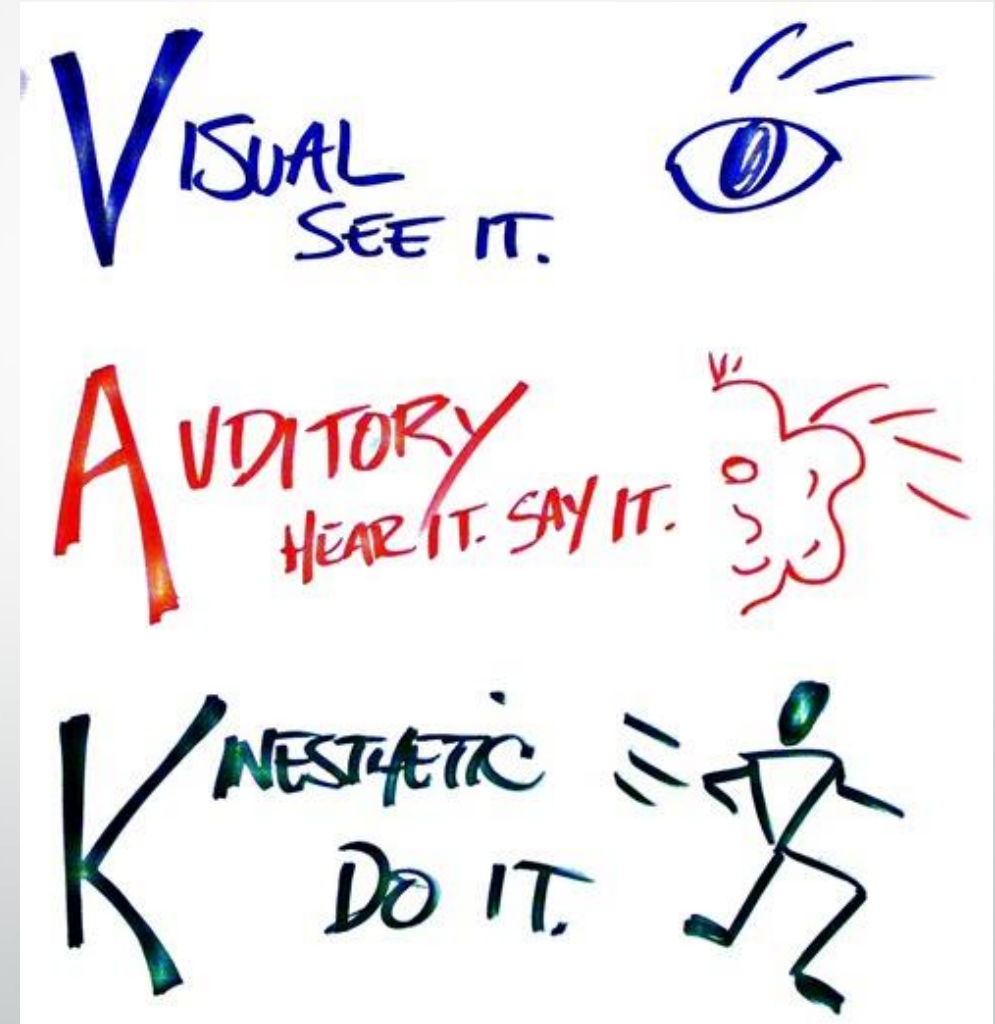 VISUAL
SEE IT.
AUDITORY
HEAR IT. SAY IT.
KINESTHETIC
DO IT.